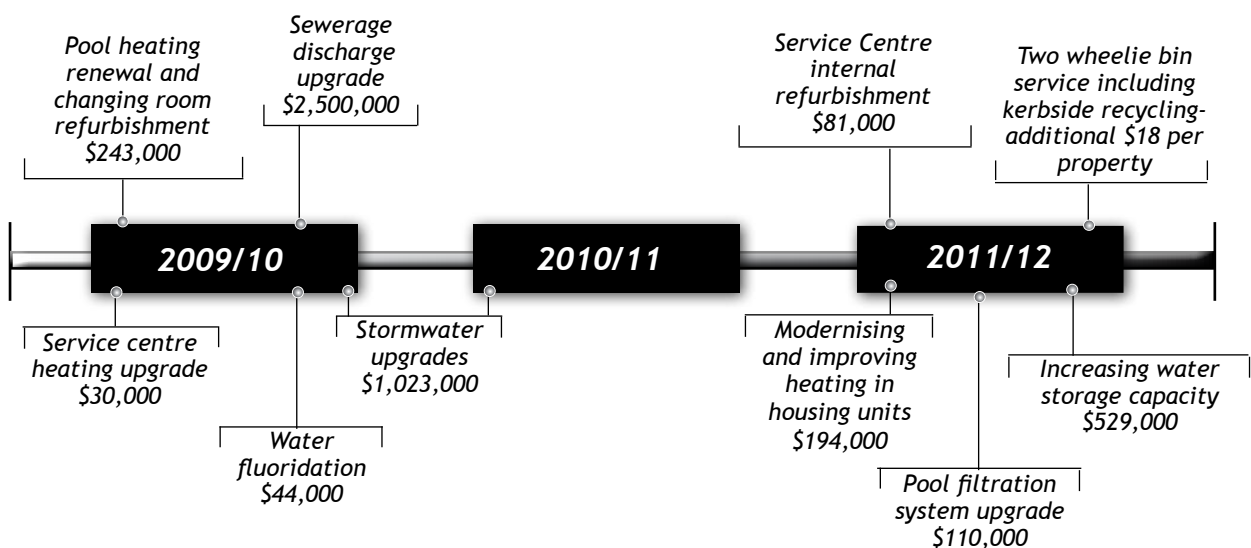 Pool heating
renewal and
changing room
refurbishment
$243,000
Sewerage
discharge
upgrade
$2,500,000
Service Centre
internal
refurbishment
$81,000
Two wheelie bin
service including
kerbside recycling-
additional $18 per
property
2009/10
2010/11
2011/12
Service centre
heating upgrade
$30,000
Water
fluoridation
$44,000
Stormwater
upgrades
$1,023,000
Modernising
and improving
heating in
housing units
$194,000
Pool filtration
system upgrade
$110,000
Increasing water
storage capacity
$529,000